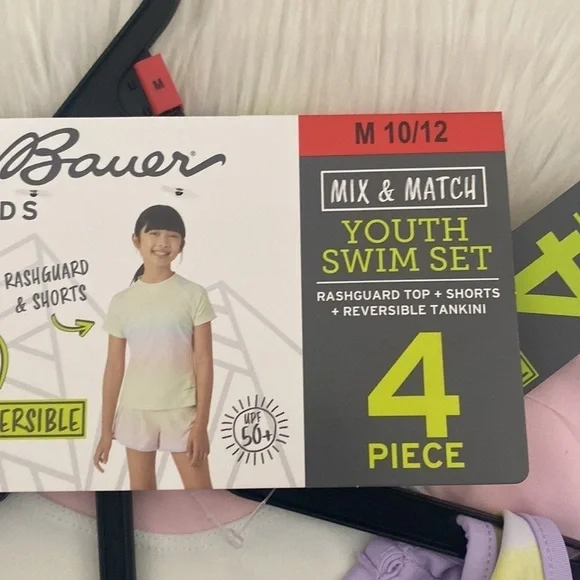 M
Bauer
DS
RASHGUARD
& SHORTS
ERSIBLE
UPF
50+
M 10/12
MIX & MATCH
YOUTH
SWIM SET
RASHGUARD TOP + SHORTS
+ REVERSIBLE TANKINI
4
PIECE
4